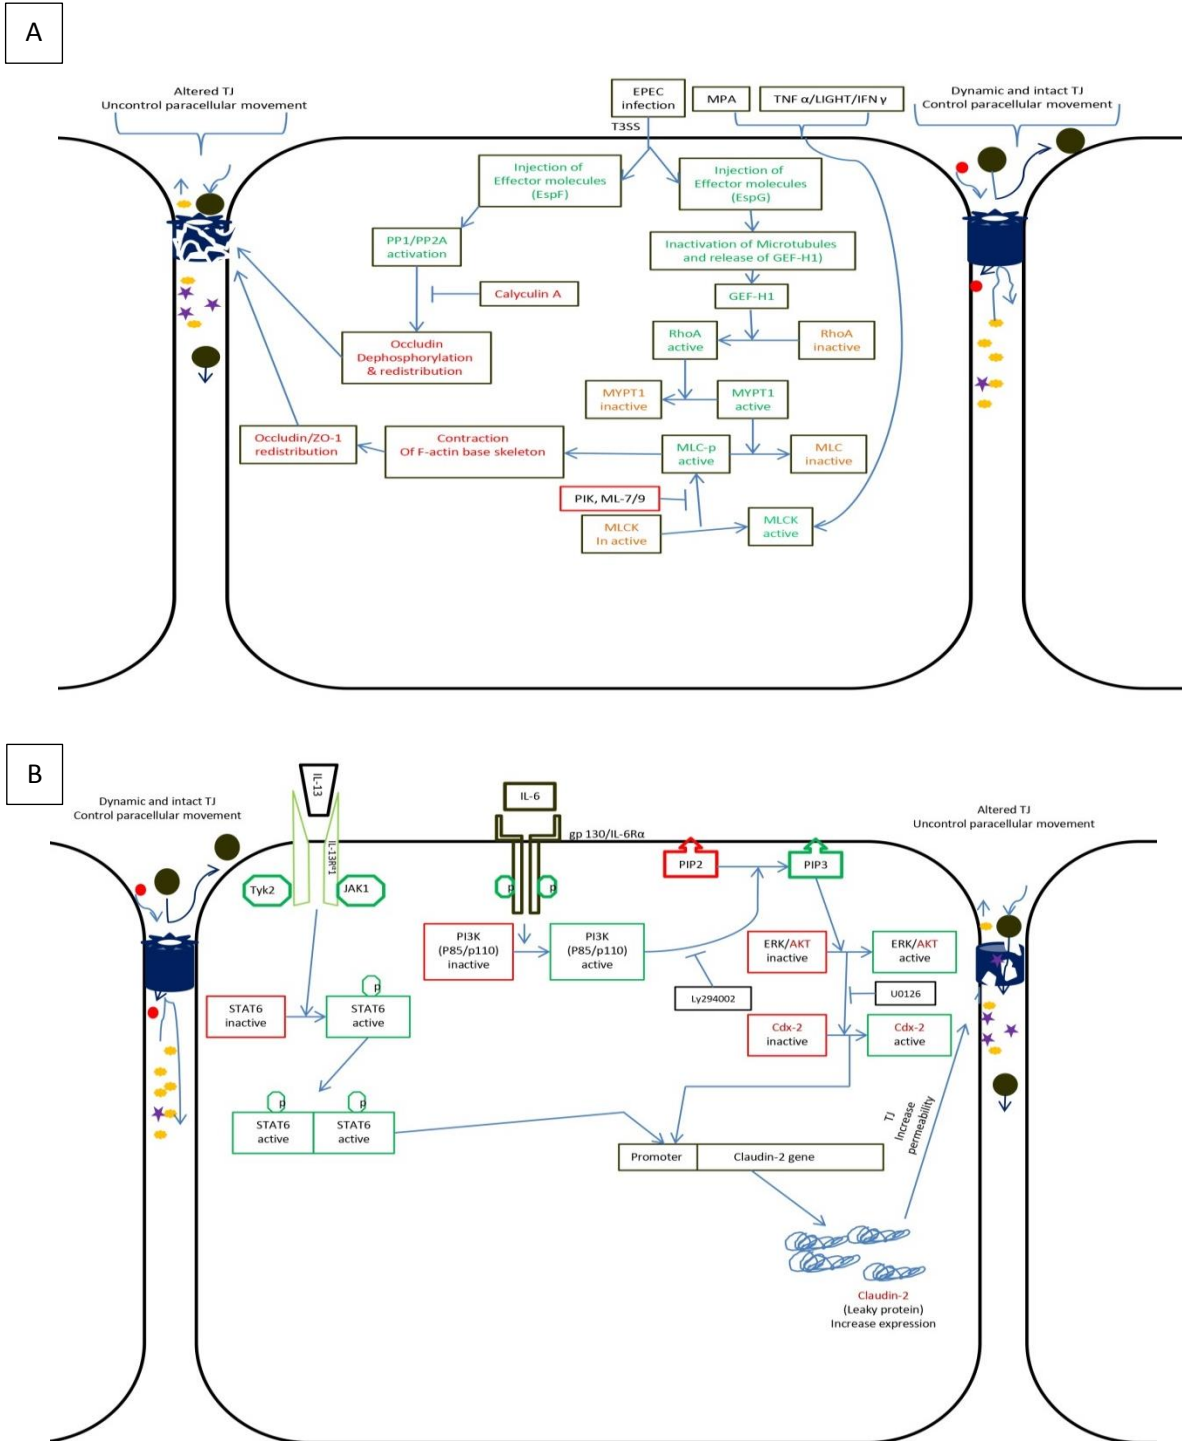 A
Altered TJ
Uncontrol paracellular movement
EPEC
infection
T3SS
MPA
TNF α/LIGHT/IFN γ
Dynamic and intact TJ
Control paracellular movement
Injection of
Effector molecules
(EspF)
Injection of
Effector molecules
(EspG)
PP1/PP2A
activation
Inactivation of Microtubules
and release of GEF-H1)
Calyculin A
GEF-H1
Occludin
Dephosphorylation
& redistribution
RhoA
active
RhoA
inactive
MYPT1
inactive
MYPT1
active
Occludin/ZO-1
redistribution
Contraction
Of F-actin base skeleton
MLC-p
active
MLC
inactive
PIK, ML-7/9
MLCK
In active
MLCK
active
B
Dynamic and intact TJ
Control paracellular movement
IL-13
IL-13Rα1
Tyk2
JAK1
IL-6
gp 130/IL-6Rα
p
p
PIP2
PIP3
Altered TJ
Uncontrol paracellular movement
PI3K
(P85/p110)
inactive
PI3K
(P85/p110)
active
ERK/AKT
inactive
ERK/AKT
active
Ly294002
U0126
STAT6
inactive
p
STAT6
active
Cdx-2
inactive
Cdx-2
active
p
p
STAT6
active
STAT6
active
TJ
Increase
permeability
Promoter
Claudin-2 gene
Claudin-2
(Leaky protein)
Increase expression